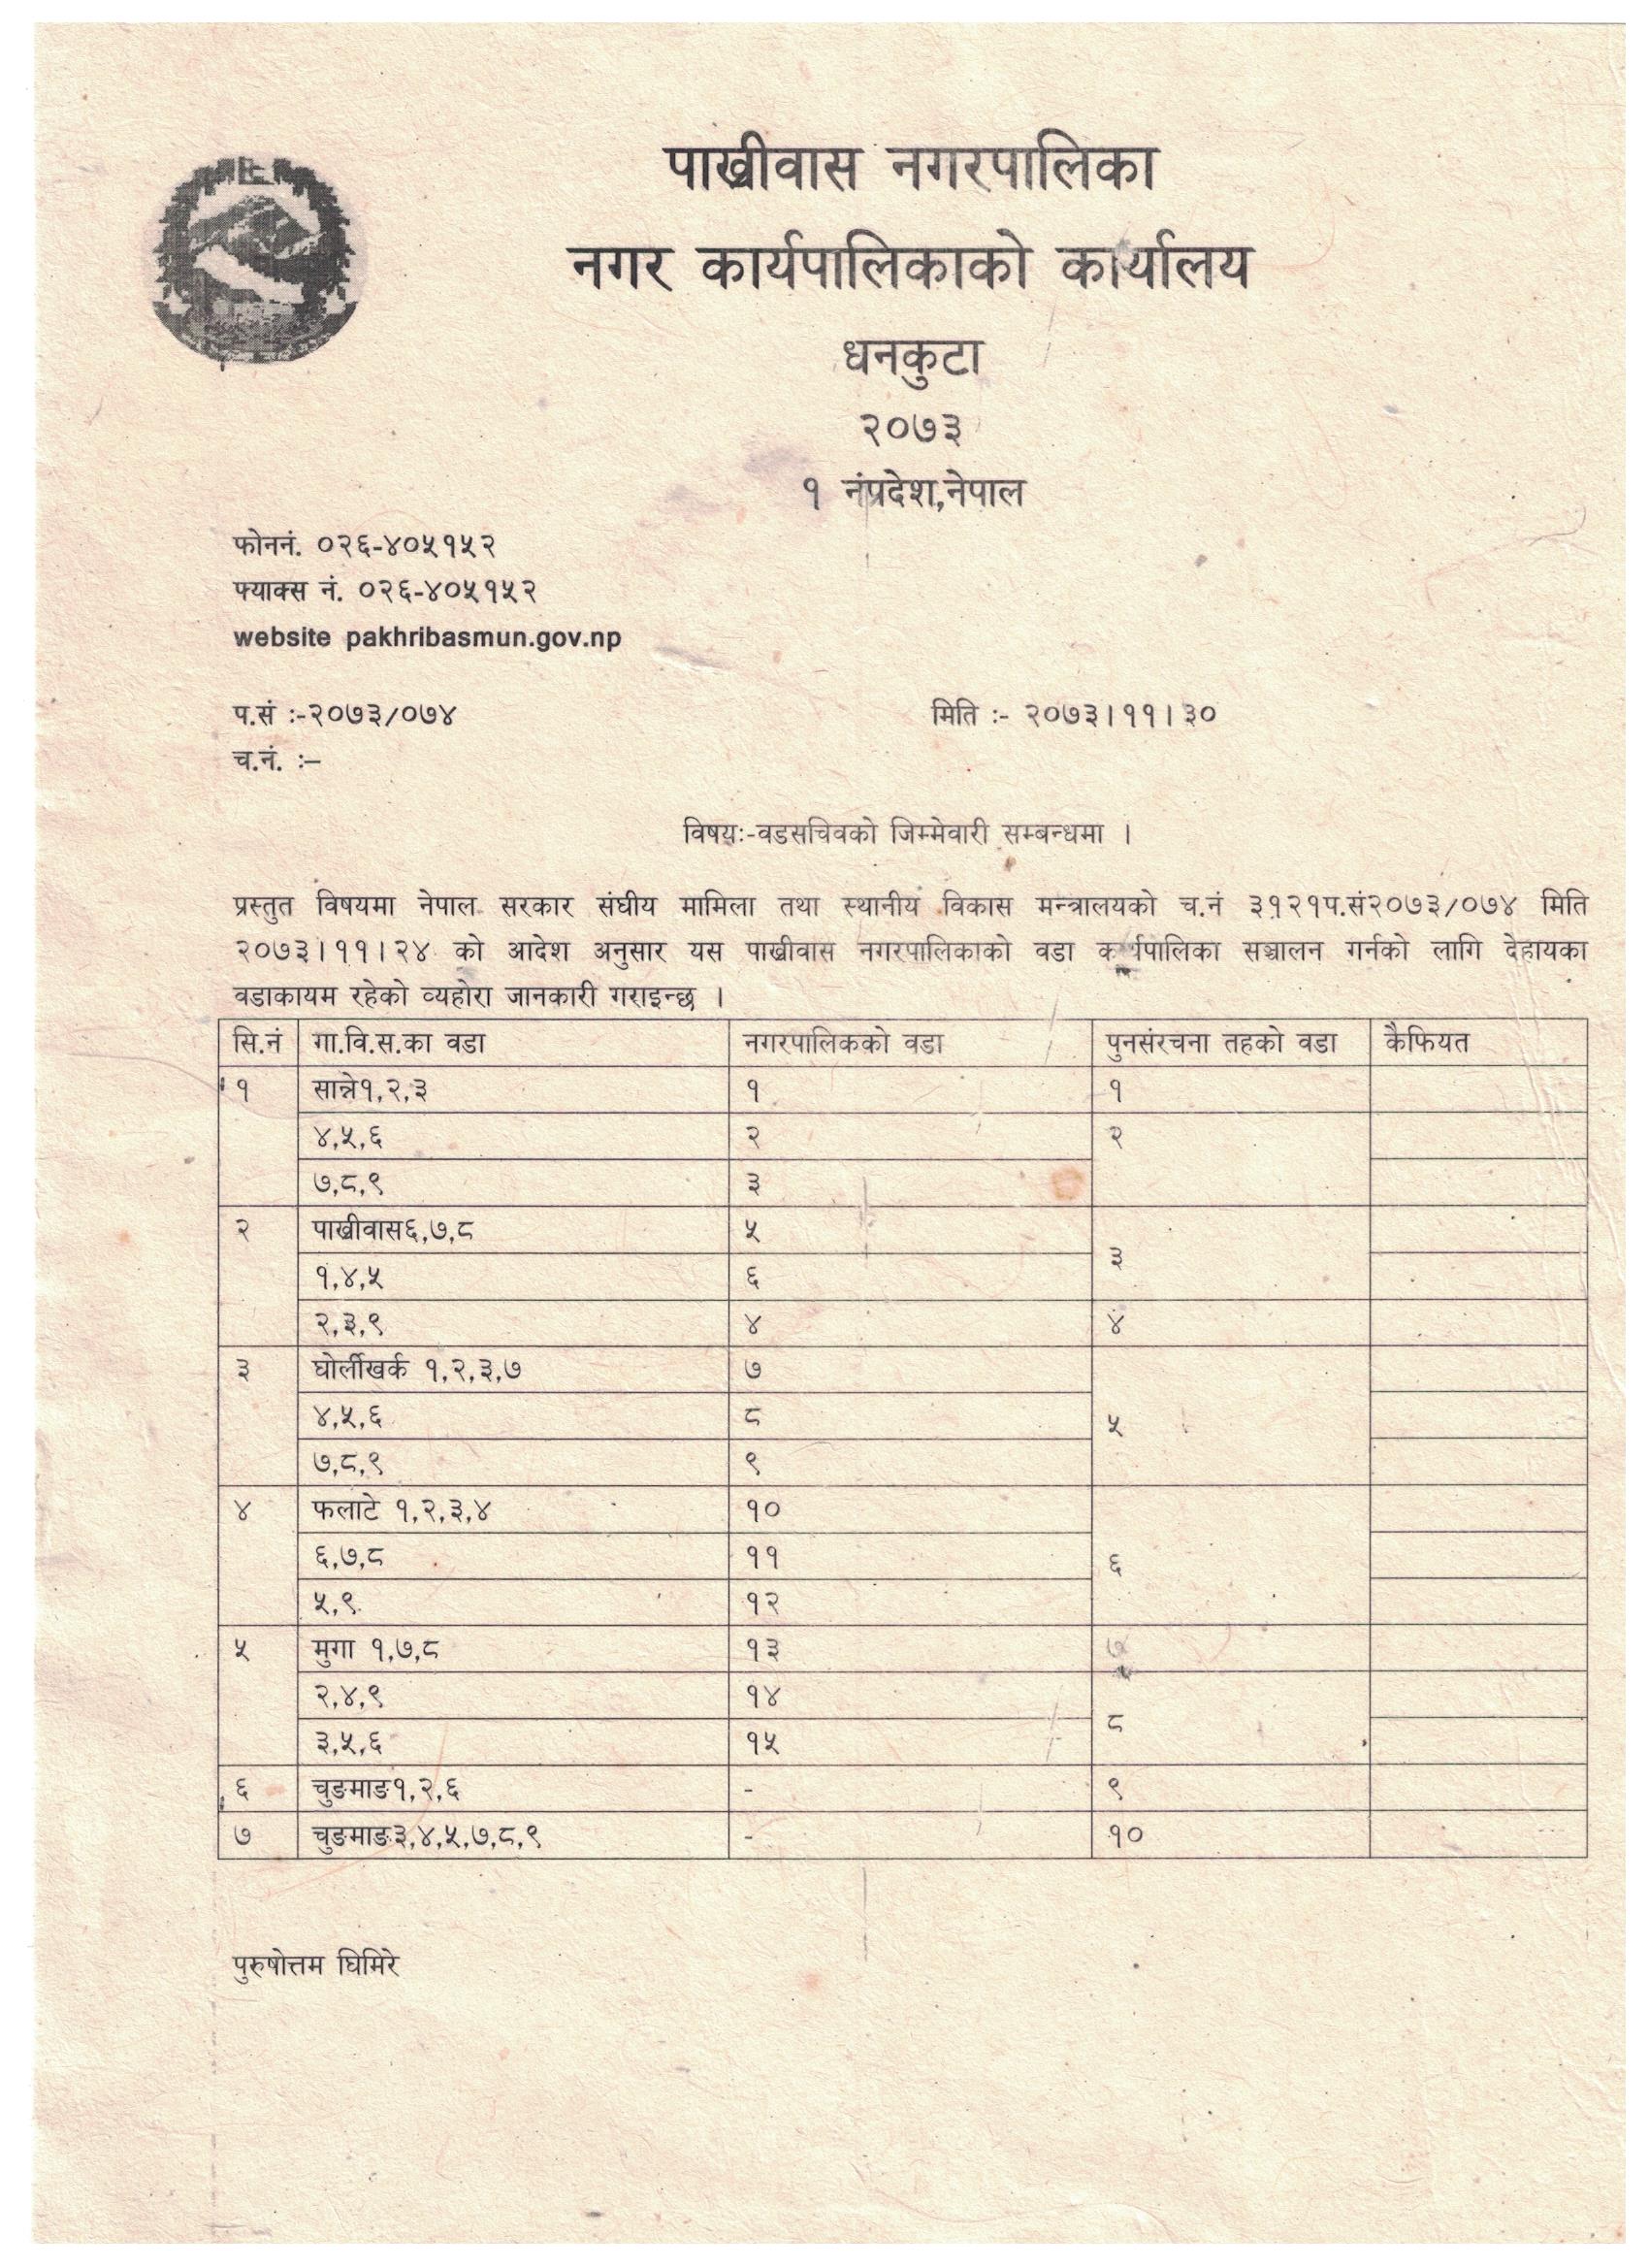 पाख्रीवास नगरपालिका
नगर कार्यपालिकाको कार्यालय
धनकुटा
२०७३
१ नंप्रदेश,नेपाल
फोननं. ०२६-४०५१५२
फ्याक्स नं. ०२६-४०५१५२
website pakhribasmun.gov.np
प.सं :-२०७३/०७४ मिति :- २०७३।११।३०
च.नं. :–
विषय:-वडसचिवको जिम्मेवारी सम्बन्धमा ।
प्रस्तुत विषयमा नेपाल सरकार संघीय मामिला तथा स्थानीय विकास मन्त्रालयको च.नं ३१२१प.सं२०७३/०७४ मिति
२०७३।११।२४ को आदेश अनुसार यस पाख्रीवास नगरपालिकाको वडा कार्यपालिका सञ्चालन गर्नको लागि देहायका
वडाकायम रहेको व्यहोरा जानकारी गराइन्छ ।
सि.नं गा.वि.स.का वडा नगरपालिकको वडा पुनसंरचना तहको वडा कैफियत
१ सान्ने१,२,३ १ १
४,५,६ २ २
७,८,९ ३
२ पाख्रीवास६,७,८ ५
३
१,४,५ ६
२,३,९ ४ ४
३ घोर्लीखर्क १,२,३,७ ७
४,५,६ ८ ५
७,८,९ ९
४ फलाटे १,२,३,४ १०
६,७,८ ११ ६
५,९ १२
५ मुगा १,७,८ १३ ७
२,४,९ १४
८
३,५,६ १५
६ चुङमाङ१,२,६ - ९
७ चुङमाङ३,४,५,७,८,९ - १०
पुरुषोत्तम घिमिरे